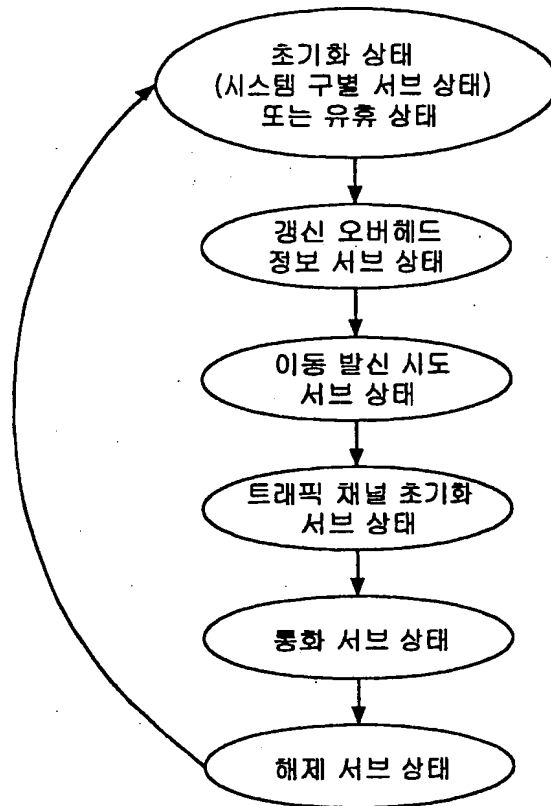 초기화 상태
(시스템 구별 서브 상태)
또는 유휴 상태
갱신 오버헤드
정보 서브 상태
이동 발신 시도
서브 상태
트래픽 채널 초기화
서브 상태
통화 서브 상태
해제 서브 상태